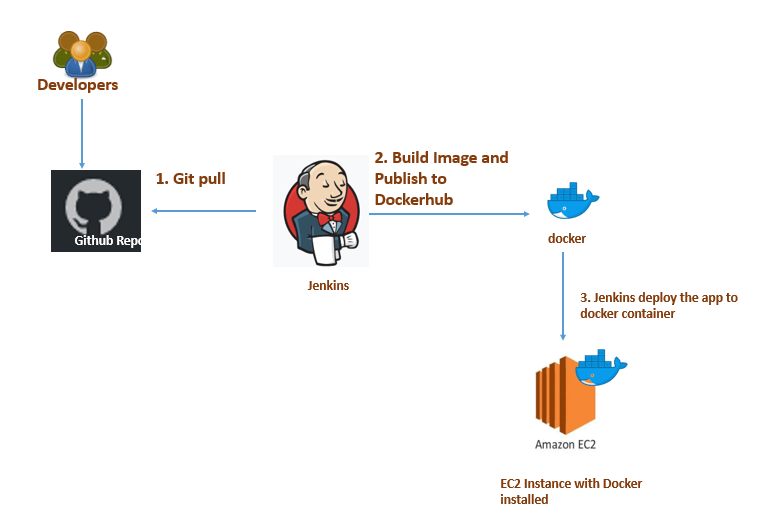 Developers
1. Git pull
Github Repo
2. Build Image and
Publish to
Dockerhub
Jenkins
docker
3. Jenkins deploy the app to
docker container
Amazon EC2
EC2 Instance with Docker
installed